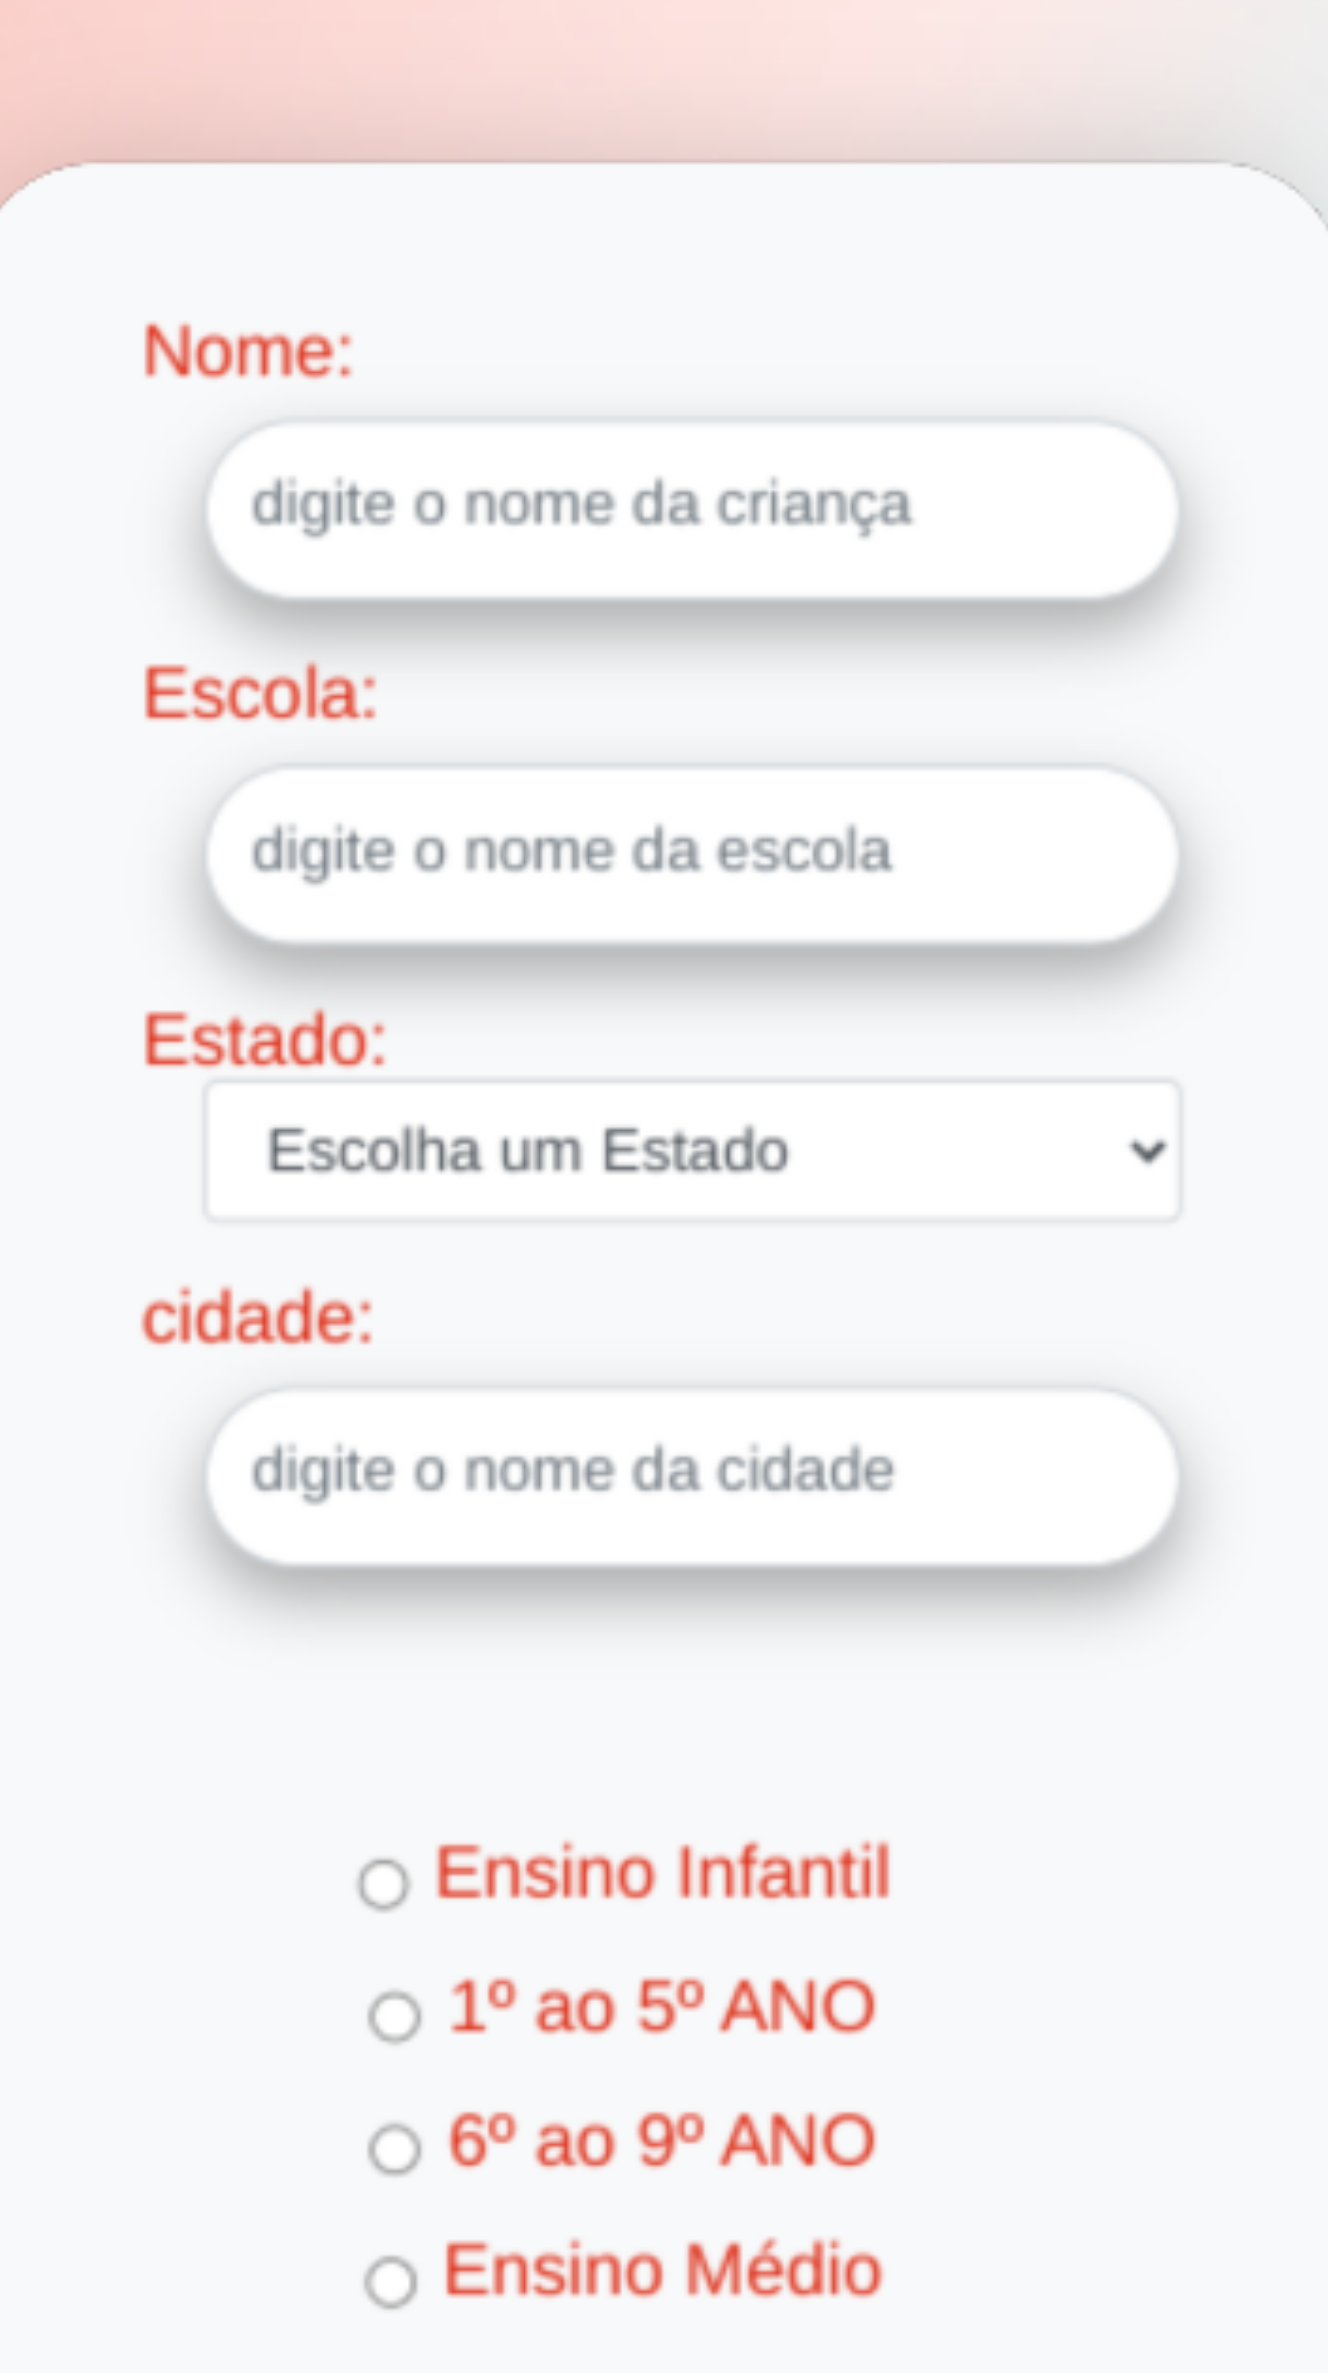 Nome:
digite o nome da criança
Escola:
digite o nome da escola
Estado:
Escolha um Estado
cidade:
digite o nome da cidade
Ensino Infantil
1º ao 5º ANO
6º ao 9º ANO
Ensino Médio